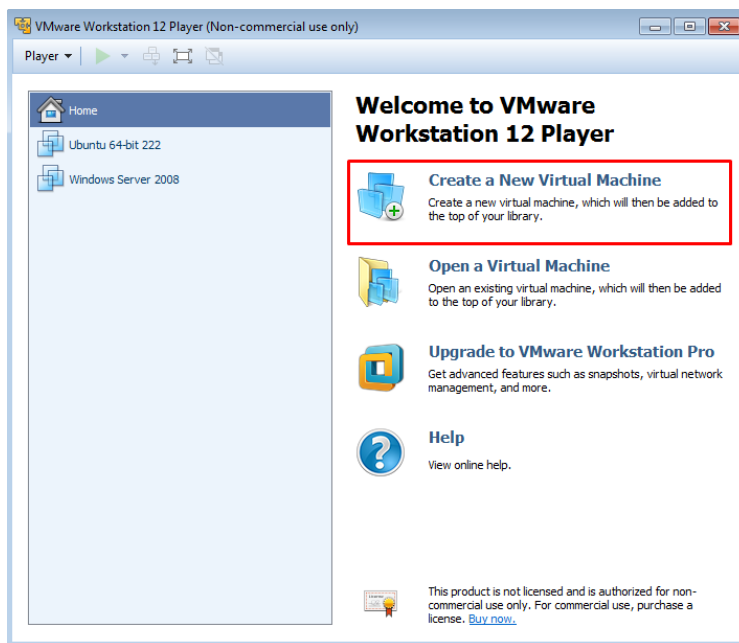 VMware Workstation 12 Player (Non-commercial use only)
Player
Home
Ubuntu 64-bit 222
Windows Server 2008
Welcome to VMware
Workstation 12 Player
Create a New Virtual Machine
Create a new virtual machine, which will then be added to
the top of your library.
Open a Virtual Machine
Open an existing virtual machine, which will then be added
to the top of your library.
Upgrade to VMware Workstation Pro
Get advanced features such as snapshots, virtual network
management, and more.
Help
View online help.
This product is not licensed and is authorized for non-
commercial use only. For commercial use, purchase a
license. Buy now.